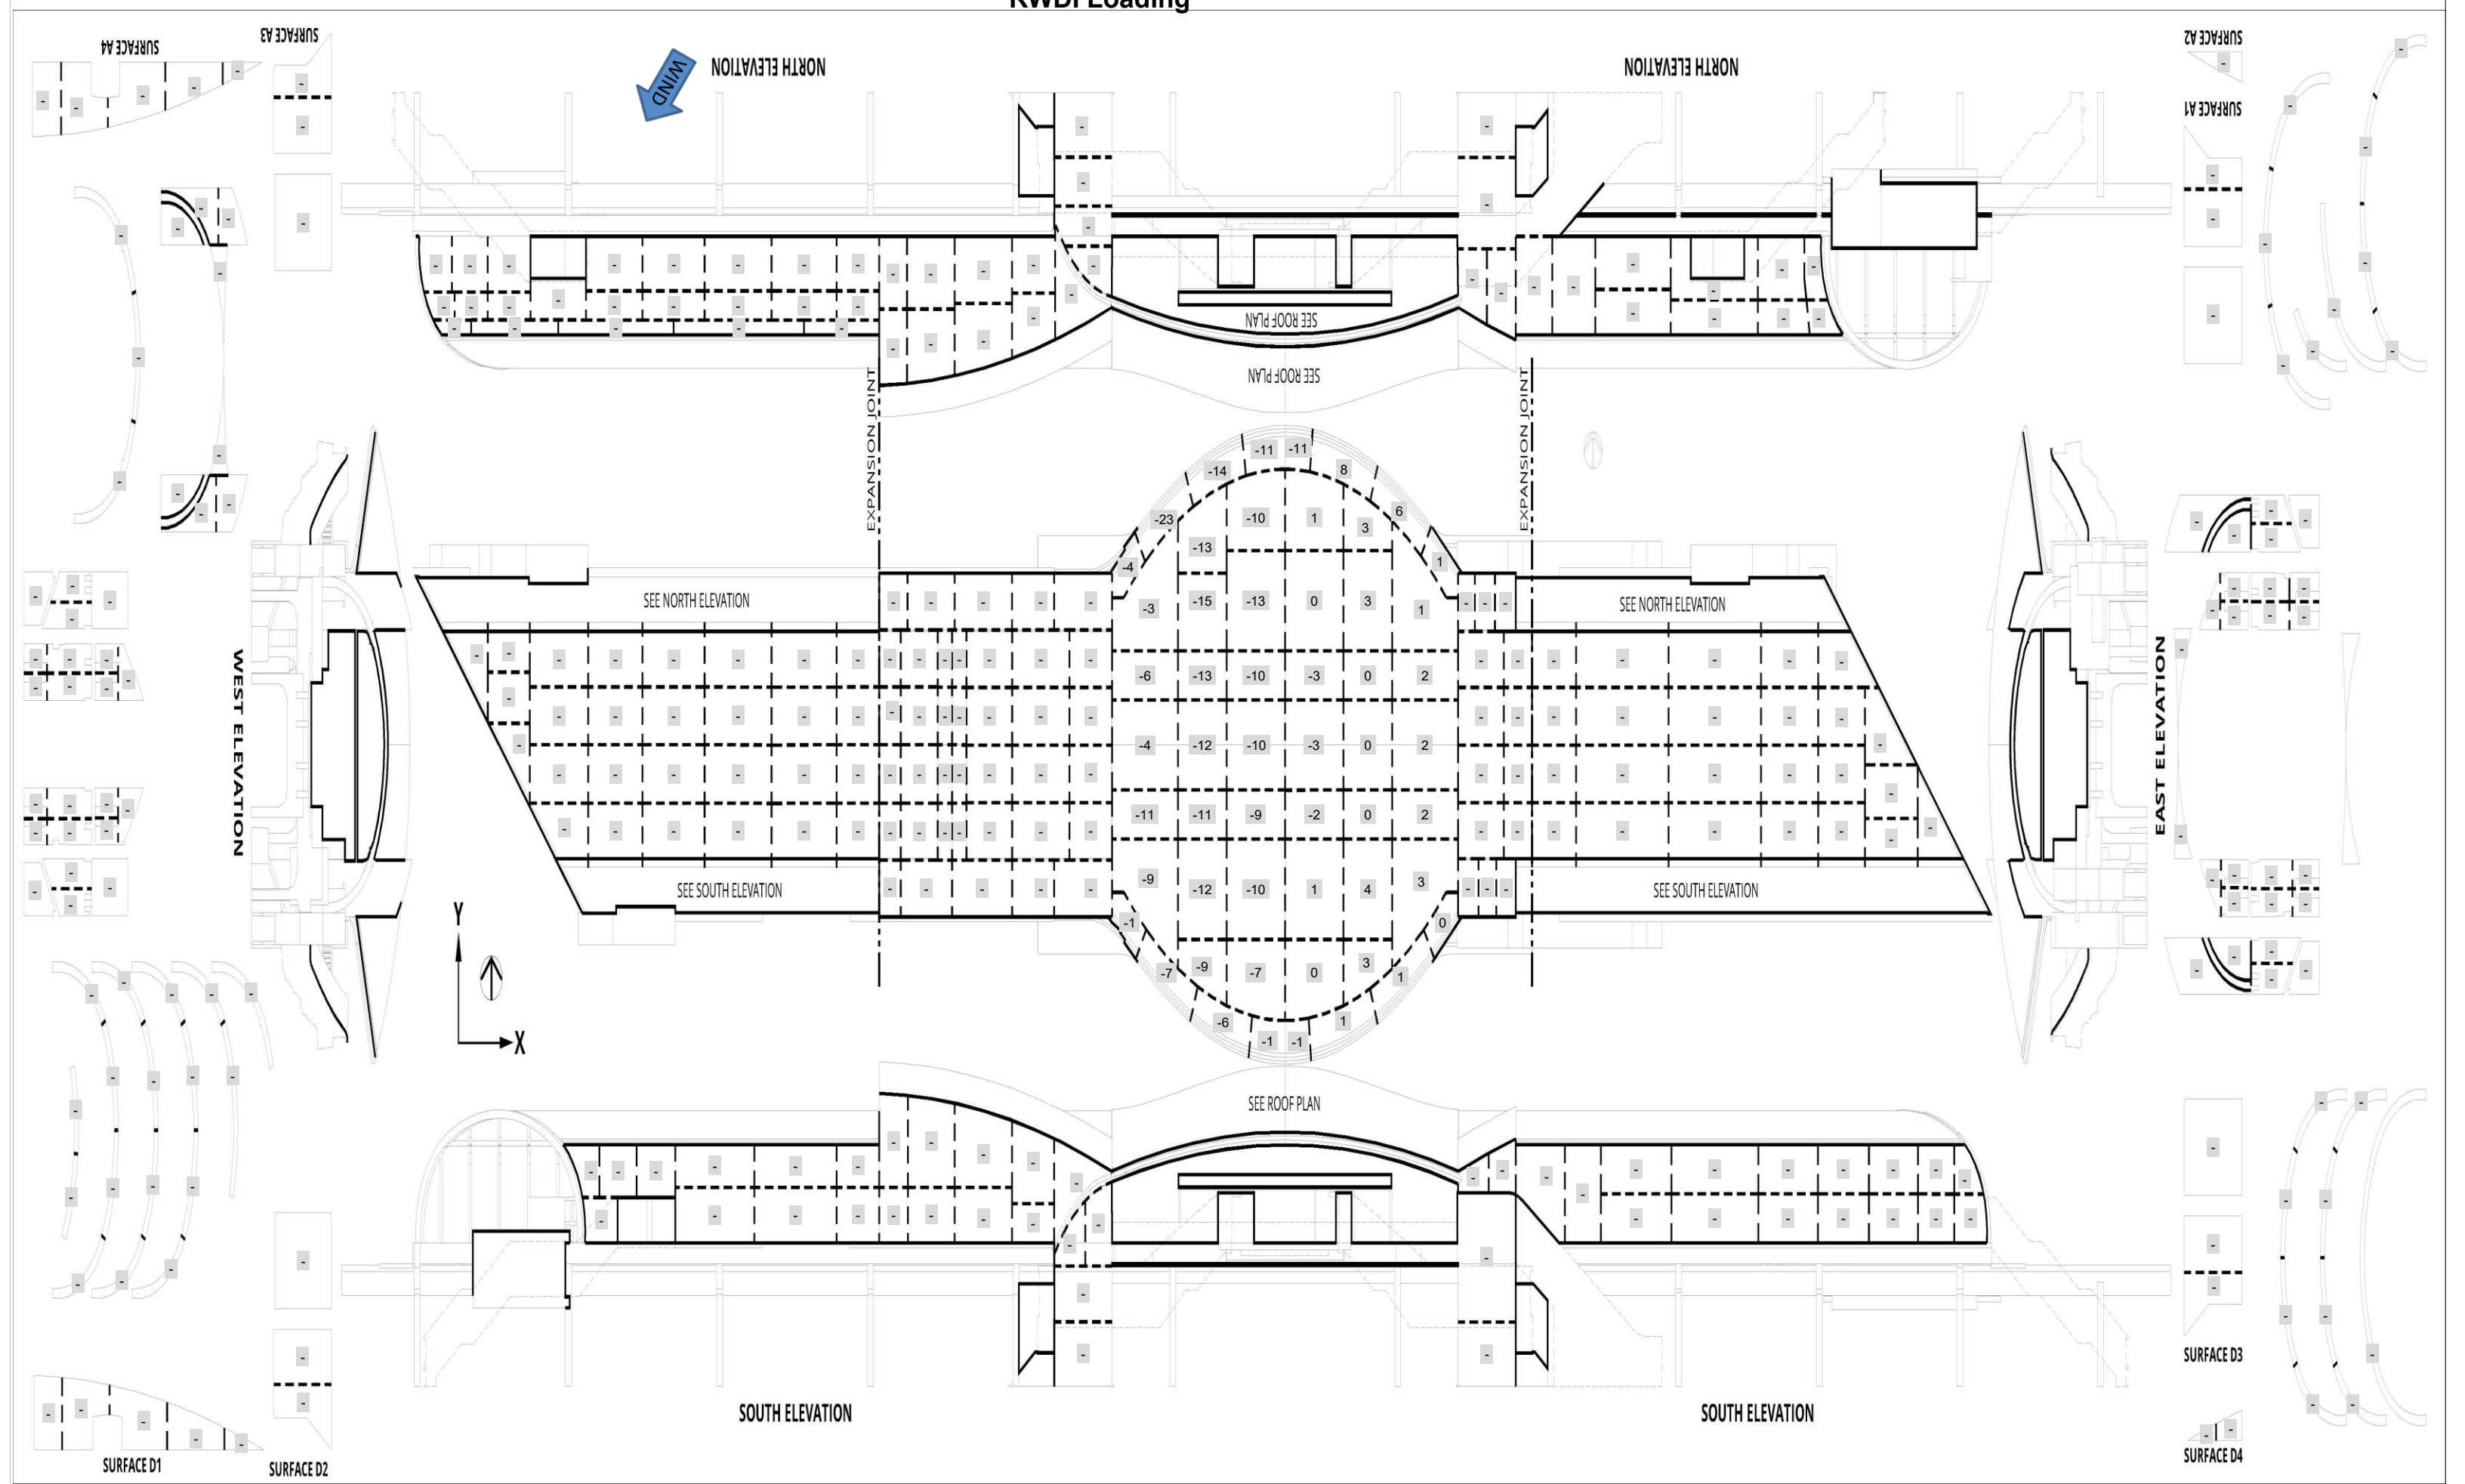 RWDI Loading
SURFACE A4
SURFACE A3
WIND
NORTH ELEVATION
NORTH ELEVATION
SURFACE A2
SURFACE A1
SEE ROOF PLAN
SEE ROOF PLAN
EXPANSION JOINT
EXPANSION JOINT
-11 -11
-14 8
-23 -10 1 3 6
-13
-4 1
SEE NORTH ELEVATION
-3 -15 -13 0 3 1
SEE NORTH ELEVATION
-6 -13 -10 -3 0 2
WEST ELEVATION
-4 -12 -10 -3 0 2
EAST ELEVATION
-11 -11 -9 -2 0 2
SEE SOUTH ELEVATION
-9 -12 -10 1 4 3
SEE SOUTH ELEVATION
-1 0
Y
-7 -9 -7 0 3 1
-6 1
-1 -1
X
SEE ROOF PLAN
SURFACE D3
SOUTH ELEVATION
SOUTH ELEVATION
SURFACE D1
SURFACE D2
SURFACE D4